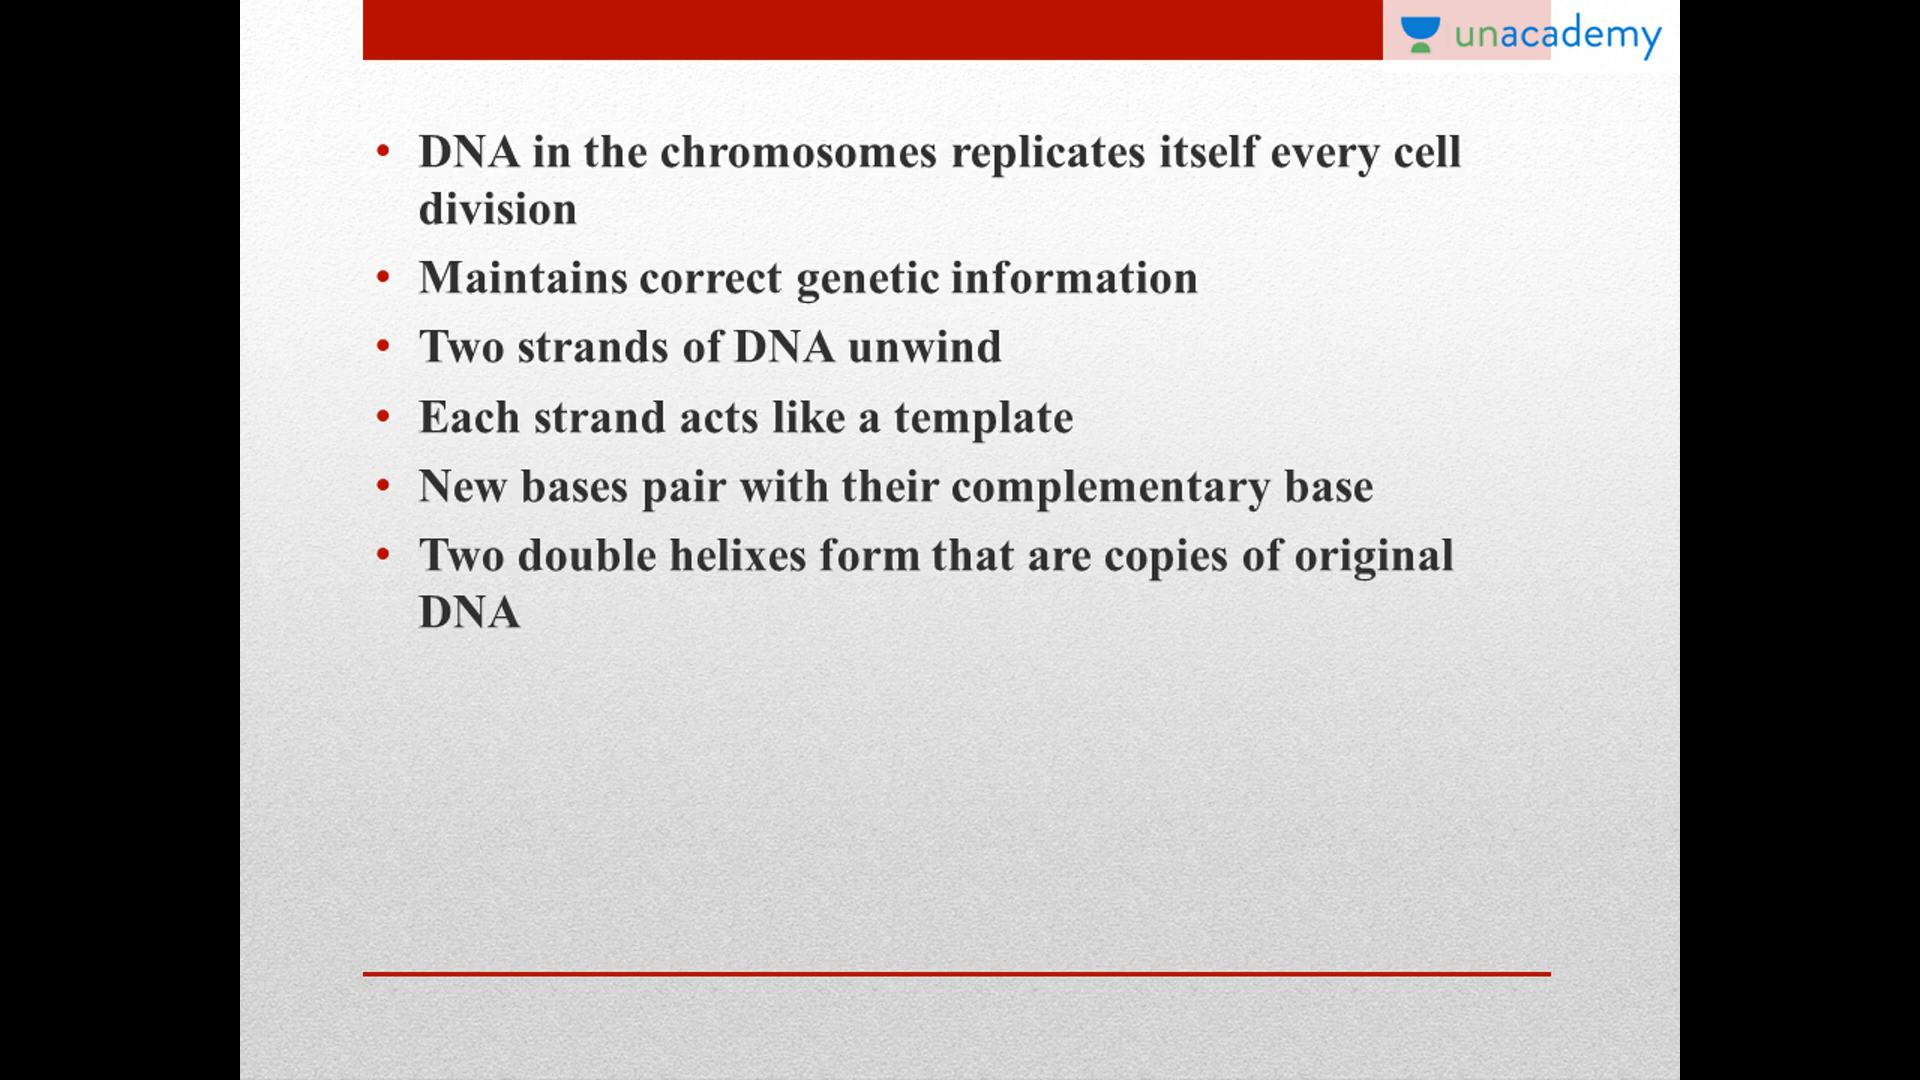 unacademy
• DNA in the chromosomes replicates itself every cell
division
• Maintains correct genetic information
• Two strands of DNA unwind
• Each strand acts like a template
• New bases pair with their complementary base
• Two double helixes form that are copies of original
DNA